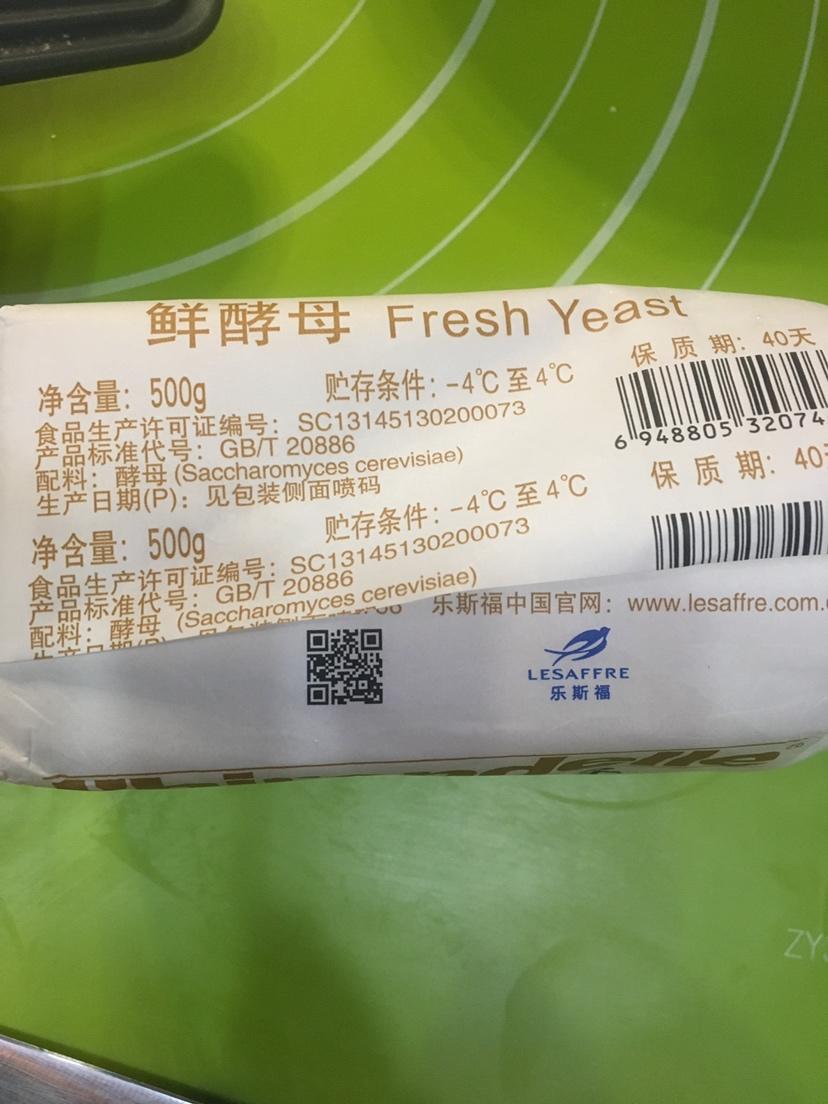 鲜酵母 Fresh Yeast
保质期：40天
净含量：500g
贮存条件：-4℃至4℃
食品生产许可证编号：SC13145130200073
产品标准代号：GB/T 20886
配料：酵母 (Saccharomyces cerevisiae)
生产日期(P)：见包装侧面喷码
6 948805 32074
保质期：40天
净含量：500g
贮存条件：-4℃至4℃
食品生产许可证编号：SC13145130200073
产品标准代号：GB/T 20886
配料：酵母 (Saccharomyces cerevisiae)
乐斯福中国官网：www.lesaffre.com.
LESAFFRE
乐斯福
ZY